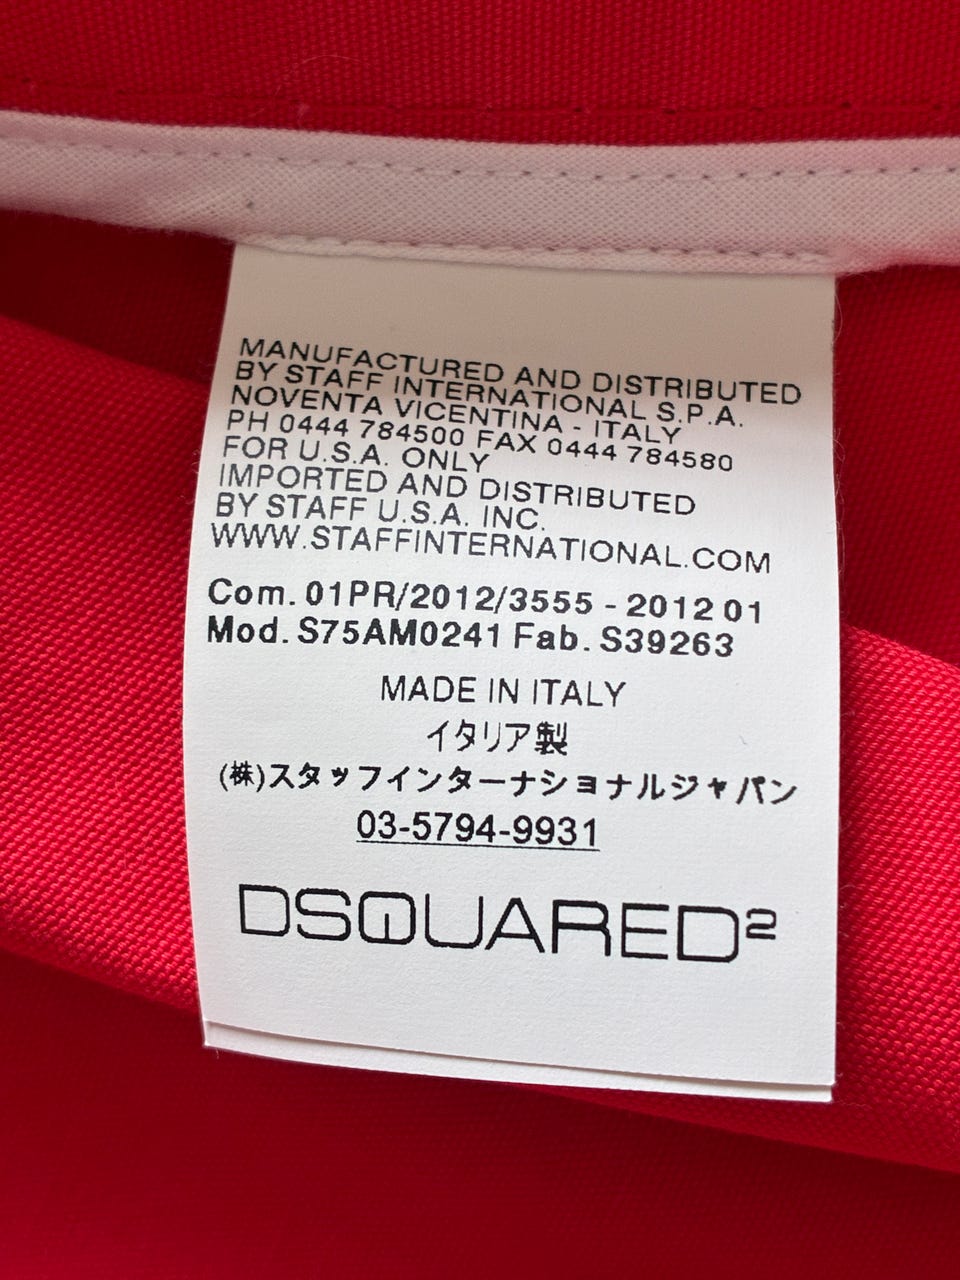 MANUFACTURED AND DISTRIBUTED
BY STAFF INTERNATIONAL S.P.A.
NOVENTA VICENTINA - ITALY
PH 0444 784500 FAX 0444 784580
FOR U.S.A. ONLY
IMPORTED AND DISTRIBUTED
BY STAFF U.S.A. INC.
WWW.STAFFINTERNATIONAL.COM
Com. 01PR/2012/3555 - 2012 01
Mod. S75AM0241 Fab. S39263
MADE IN ITALY
イタリア製
(株)スタッフインターナショナルジャパン
03-5794-9931
DSQUARED²